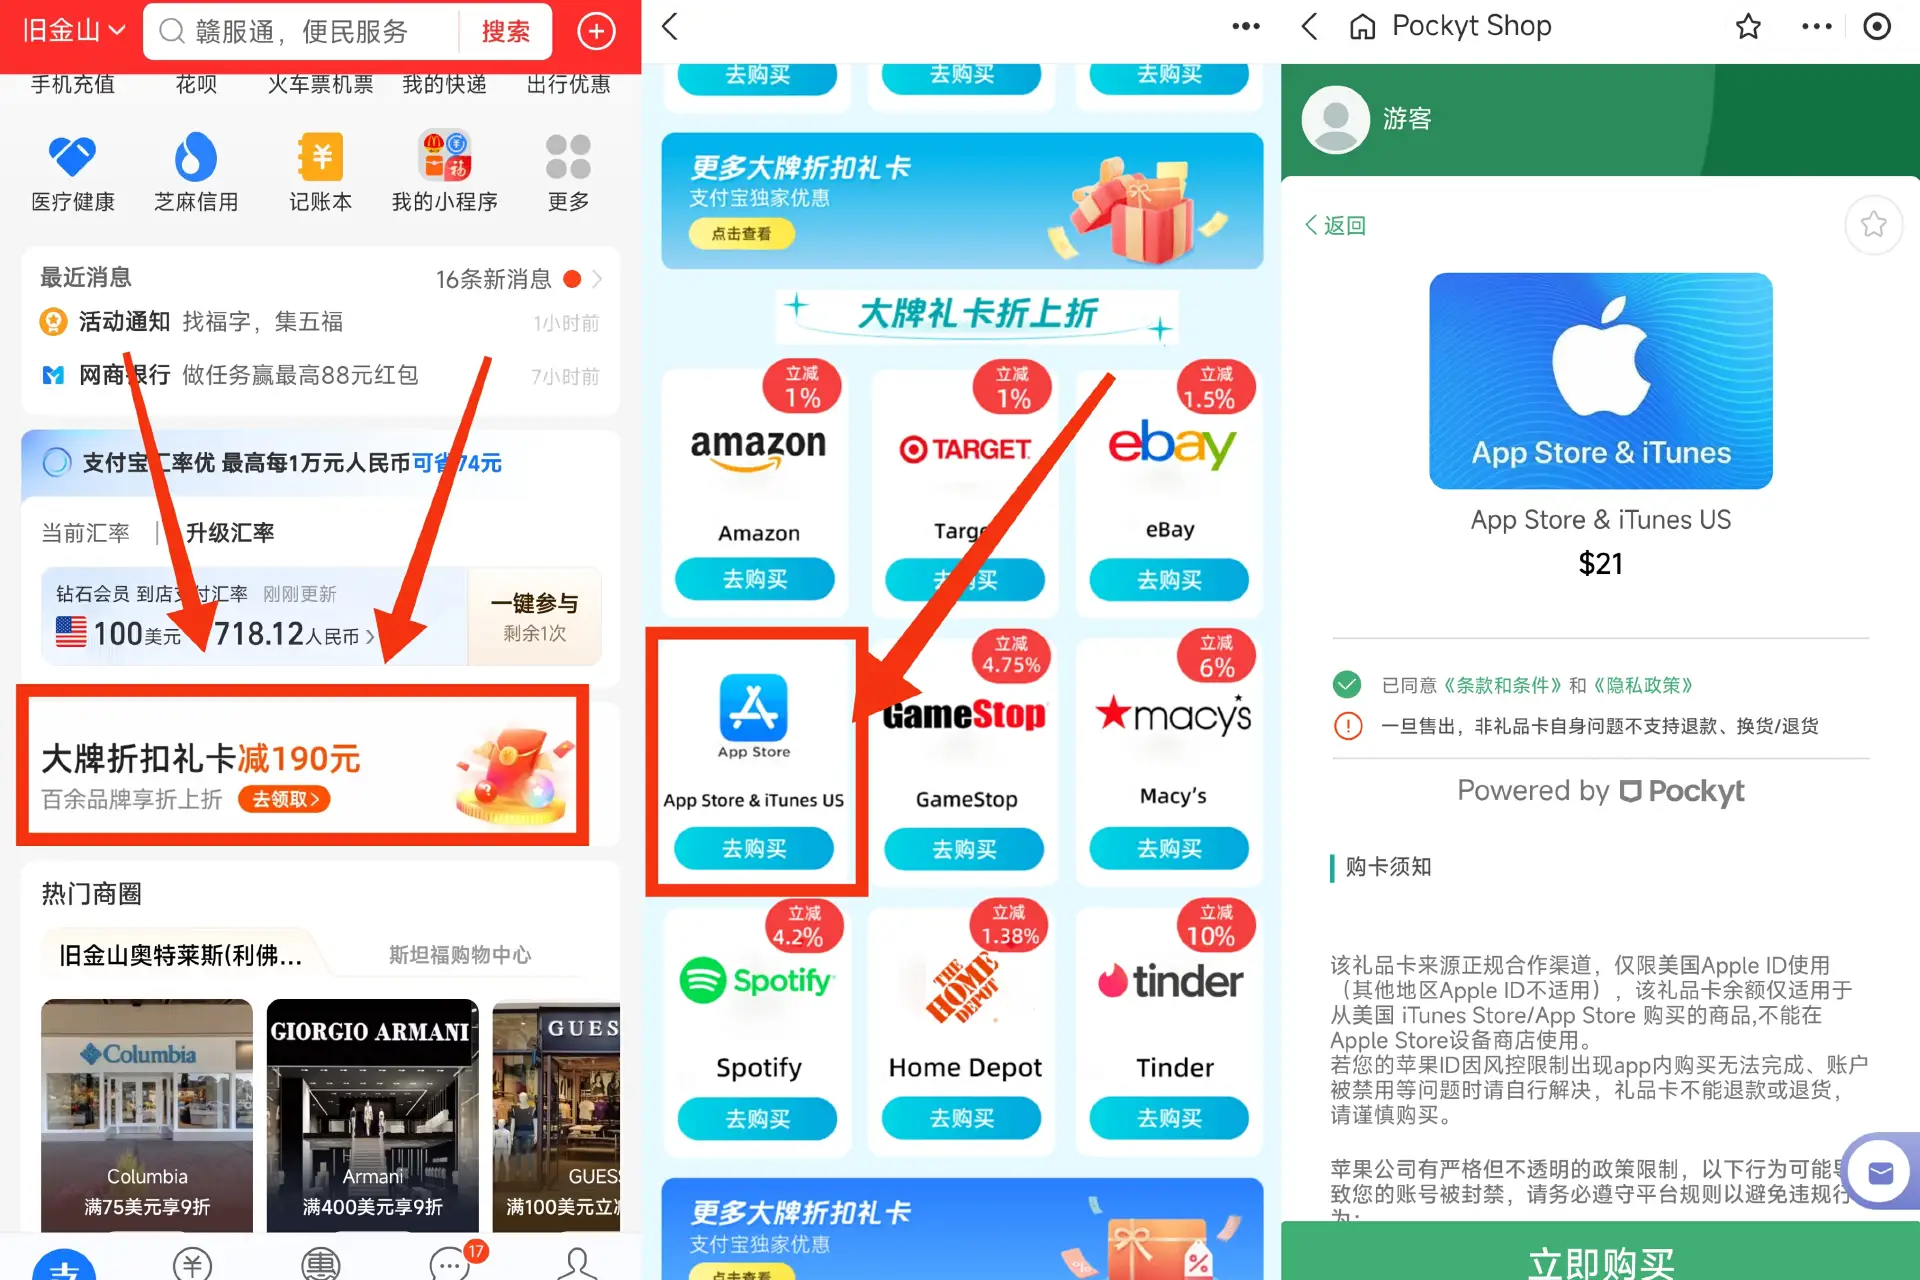 旧金山
赣服通，便民服务
搜索
手机充值
花呗
火车票机票
我的快递
出行优惠
医疗健康
芝麻信用
记账本
我的小程序
更多
最近消息
16条新消息
活动通知 找福字，集五福
1小时前
网商银行 做任务赢最高88元红包
7小时前
支付宝汇率优 最高每1万元人民币可省74元
当前汇率
升级汇率
钻石会员 到店支付汇率 刚刚更新
100美元
718.12人民币
一键参与
剩余1次
大牌折扣礼卡减190元
百余品牌享折上折
去领取
热门商圈
旧金山奥特莱斯(利佛...
斯坦福购物中心
Columbia
GIORGIO ARMANI
GUES
Columbia
Armani
GUES
满75美元享9折
满400美元享9折
满100美元立
17
去购买
去购买
去购买
更多大牌折扣礼卡
支付宝独家优惠
点击查看
大牌礼卡折上折
立减
1%
立减
1%
立减
1.5%
amazon
TARGET
ebay
Amazon
Targe
eBay
去购买
去购买
去购买
立减
4.75%
立减
6%
App Store
GameStop
macy's
App Store & iTunes US
GameStop
Macy's
去购买
去购买
去购买
立减
4.2%
立减
1.38%
立减
10%
Spotify
THE HOME DEPOT
tinder
Spotify
Home Depot
Tinder
去购买
去购买
去购买
更多大牌折扣礼卡
支付宝独家优惠
点击查看
Pockyt Shop
游客
返回
App Store & iTunes
App Store & iTunes US
$21
已同意《条款和条件》和《隐私政策》
一旦售出，非礼品卡自身问题不支持退款、换货/退货
Powered by Pockyt
购卡须知
该礼品卡来源正规合作渠道，仅限美国Apple ID使用
（其他地区Apple ID不适用），该礼品卡余额仅适用于
从美国 iTunes Store/App Store 购买的商品,不能在
Apple Store设备商店使用。
若您的苹果ID因风控限制出现app内购买无法完成、账户
被禁用等问题时请自行解决，礼品卡不能退款或退货，
请谨慎购买。
苹果公司有严格但不透明的政策限制，以下行为可能导
致您的账号被封禁，请务必遵守平台规则以避免违规行
为：
立即购买